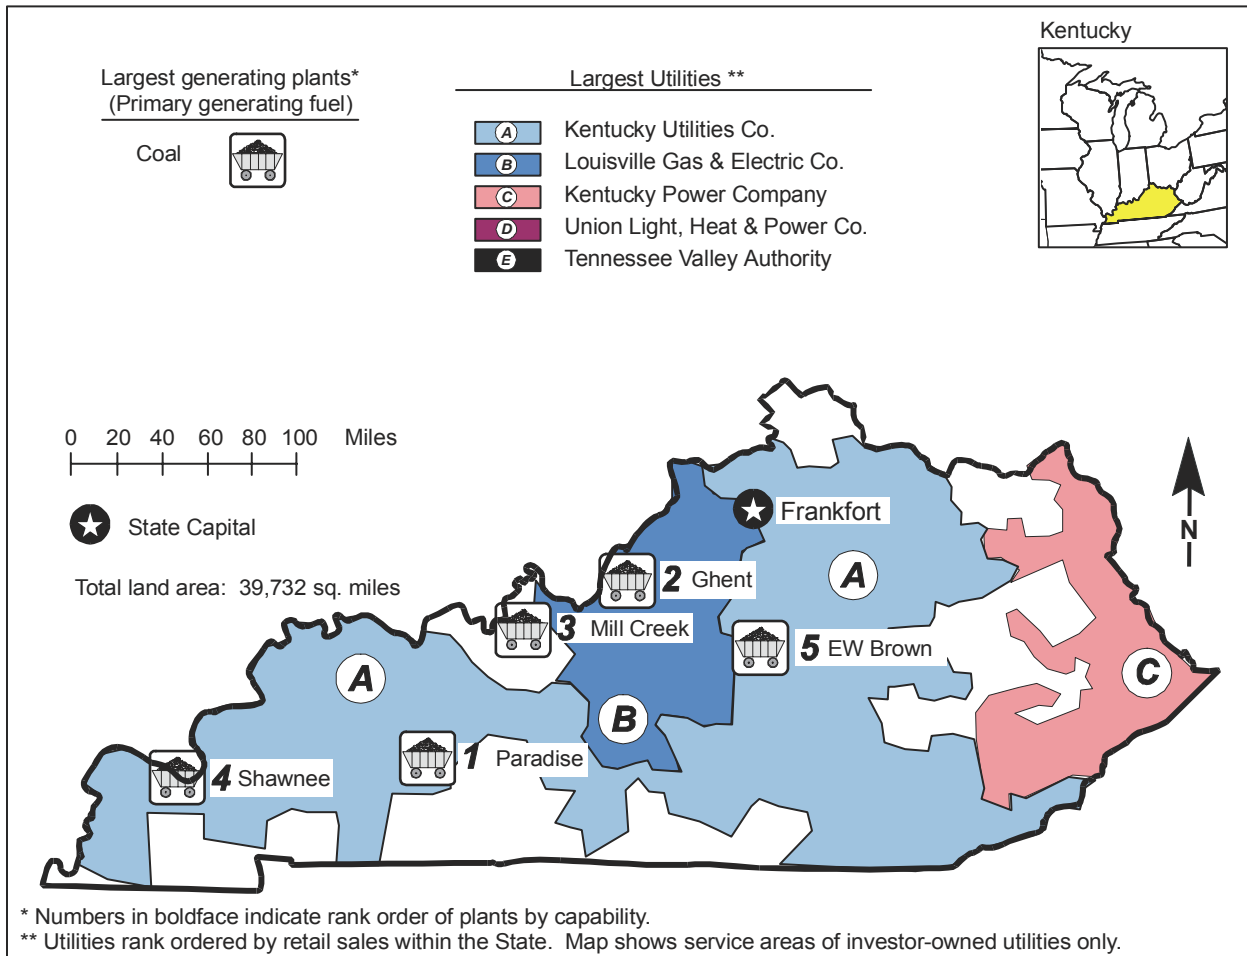 Kentucky
Largest generating plants*
(Primary generating fuel)
Coal
Largest Utilities **
A Kentucky Utilities Co.
B Louisville Gas & Electric Co.
C Kentucky Power Company
D Union Light, Heat & Power Co.
E Tennessee Valley Authority
0 20 40 60 80 100 Miles
State Capital
Total land area: 39,732 sq. miles
N
Frankfort
A
2 Ghent
3 Mill Creek
5 EW Brown
A
C
B
1 Paradise
4 Shawnee
* Numbers in boldface indicate rank order of plants by capability.
** Utilities rank ordered by retail sales within the State. Map shows service areas of investor-owned utilities only.